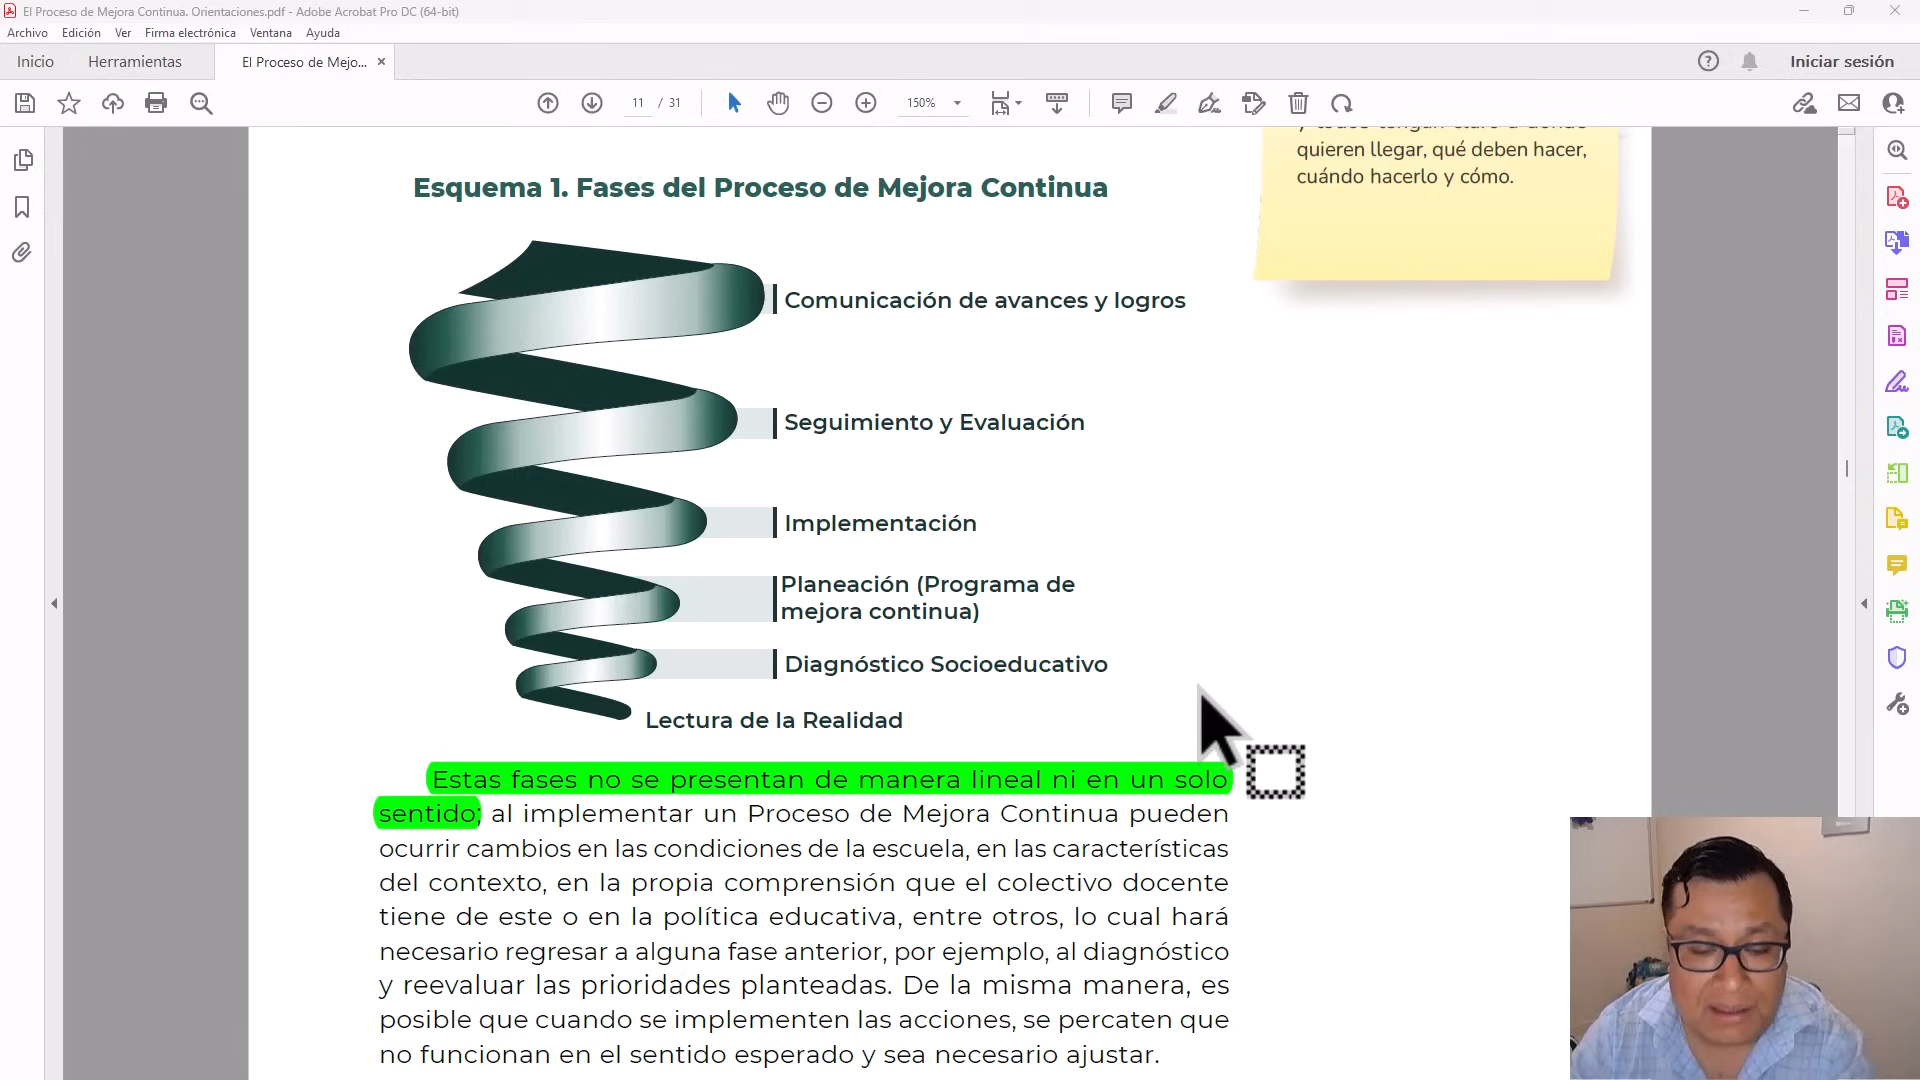 El Proceso de Mejora Continua. Orientaciones.pdf - Adobe Acrobat Pro DC (64-bit)
Archivo Edición Ver Firma electrónica Ventana Ayuda
Inicio Herramientas El Proceso de Mejo... × Iniciar sesión
11 / 31 150%
y todos tengan claro a dónde
quieren llegar, qué deben hacer,
cuándo hacerlo y cómo.
Esquema 1. Fases del Proceso de Mejora Continua
Comunicación de avances y logros
Seguimiento y Evaluación
Implementación
Planeación (Programa de
mejora continua)
Diagnóstico Socioeducativo
Lectura de la Realidad
Estas fases no se presentan de manera lineal ni en un solo
sentido; al implementar un Proceso de Mejora Continua pueden
ocurrir cambios en las condiciones de la escuela, en las características
del contexto, en la propia comprensión que el colectivo docente
tiene de este o en la política educativa, entre otros, lo cual hará
necesario regresar a alguna fase anterior, por ejemplo, al diagnóstico
y reevaluar las prioridades planteadas. De la misma manera, es
posible que cuando se implementen las acciones, se percaten que
no funcionan en el sentido esperado y sea necesario ajustar.